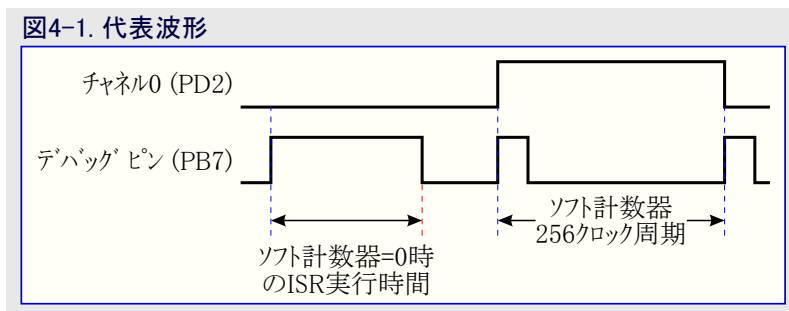 図4-1. 代表波形
チャネル0 (PD2)
デバッグ ピン (PB7)
ソフト計数器
256クロック周期
ソフト計数器=0時
のISR実行時間